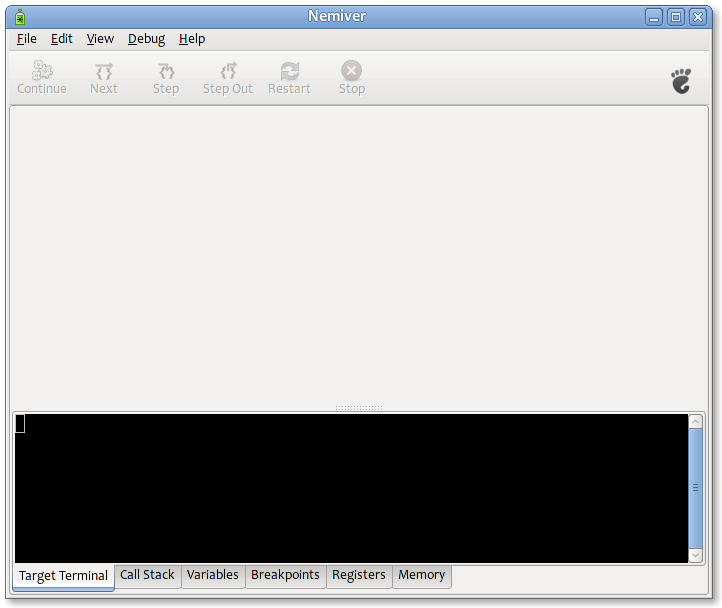 Nemiver
File Edit View Debug Help
Continue Next Step Step Out Restart Stop
Target Terminal Call Stack Variables Breakpoints Registers Memory